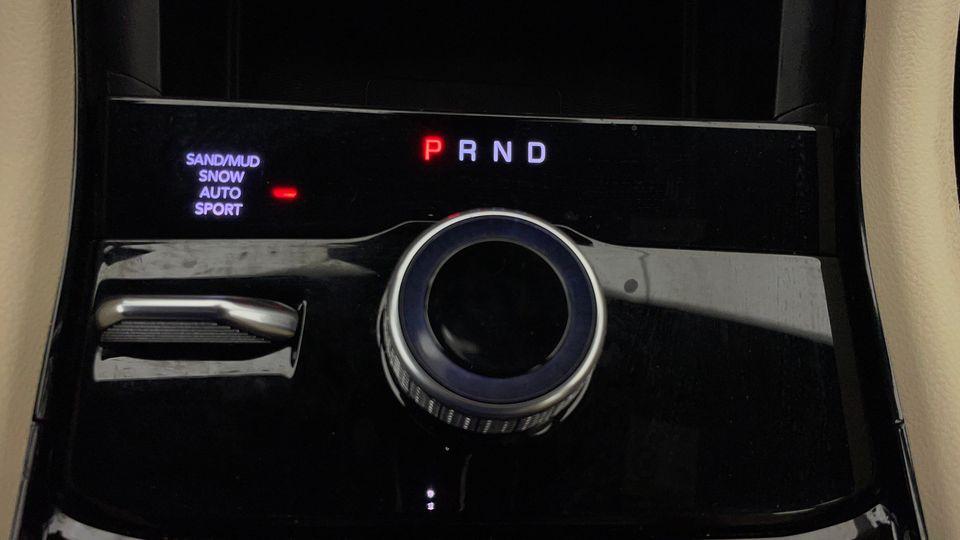 P R N D
SAND/MUD
SNOW
AUTO
SPORT